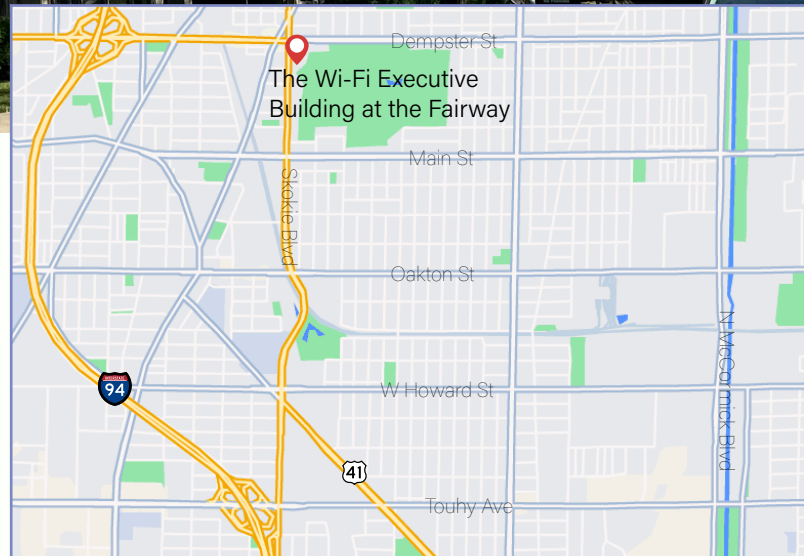 Dempster St
The Wi-Fi Executive
Building at the Fairway
Main St
Skokie Blvd
Oakton St
N McCormick Blvd
94
W Howard St
41
Touhy Ave